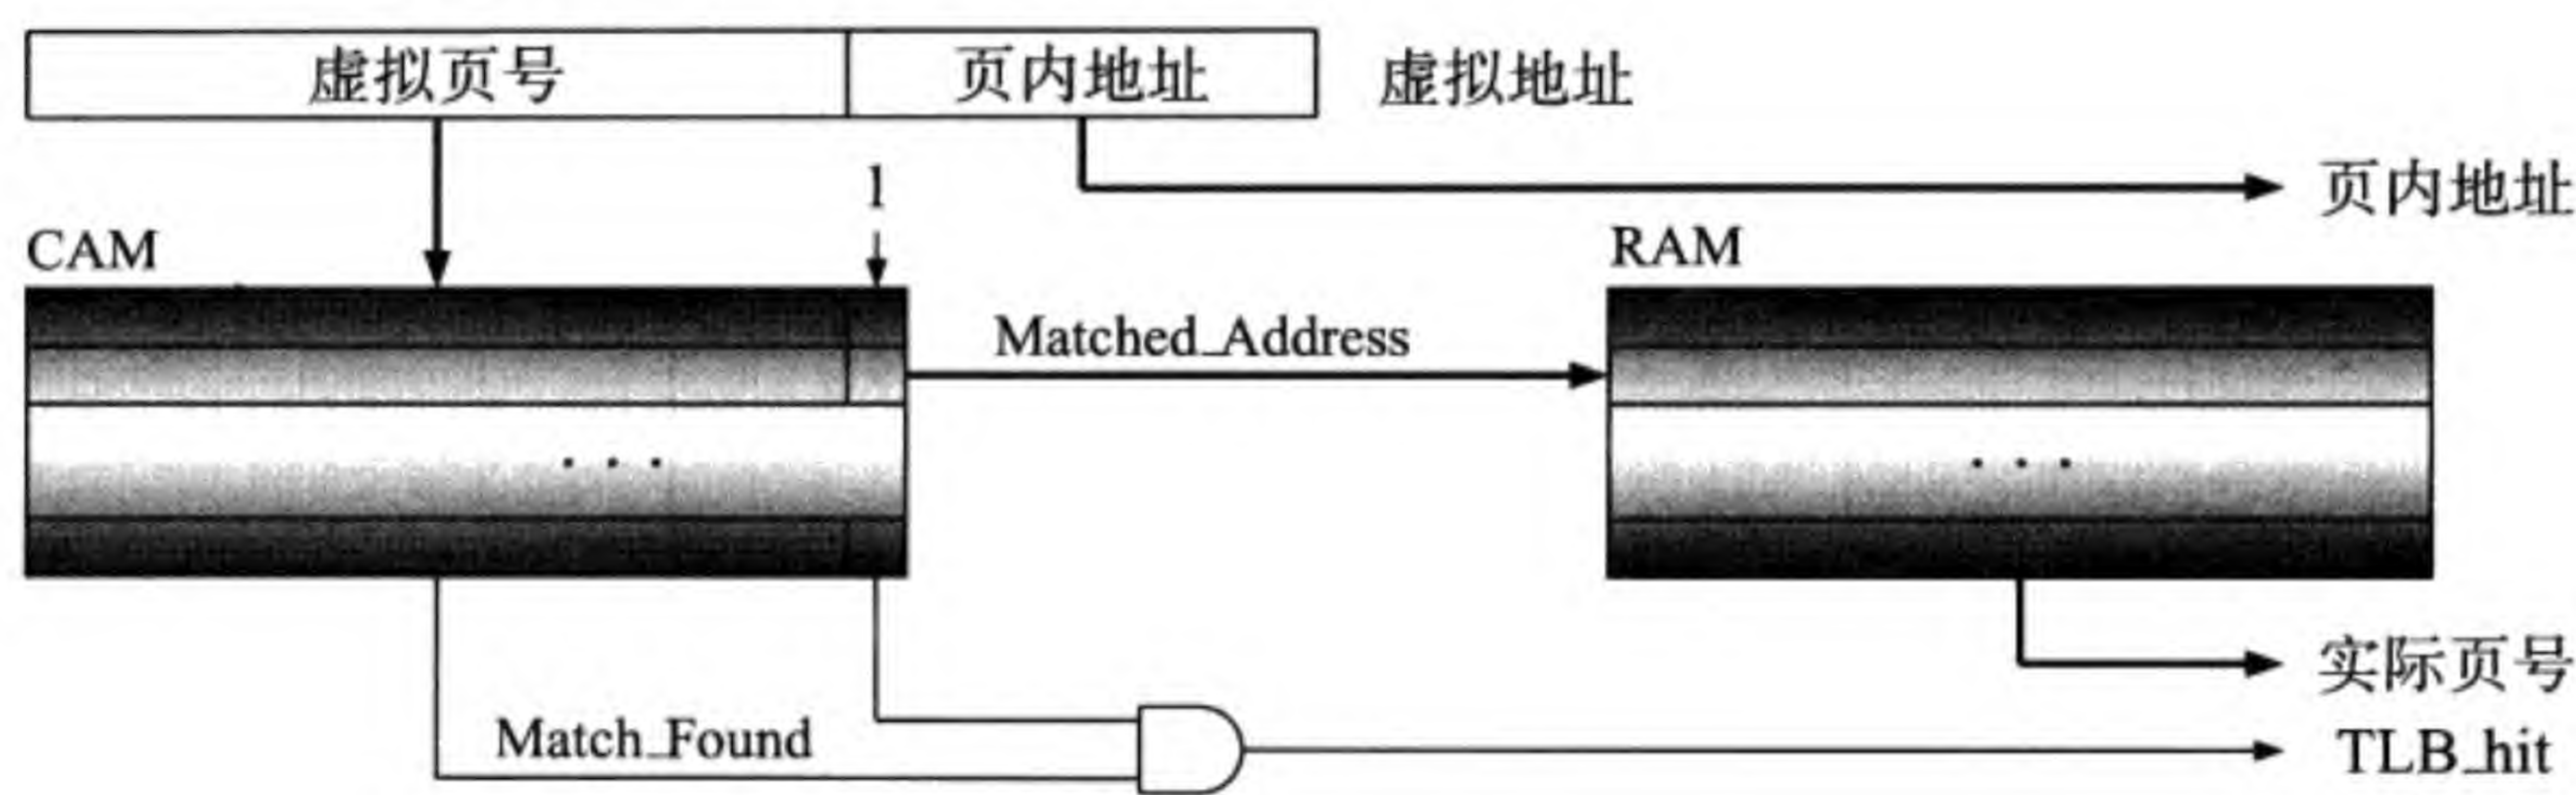 虚拟页号 页内地址 虚拟地址
1
页内地址
CAM
RAM
Matched_Address
. . .
. . .
实际页号
Match_Found
TLB_hit